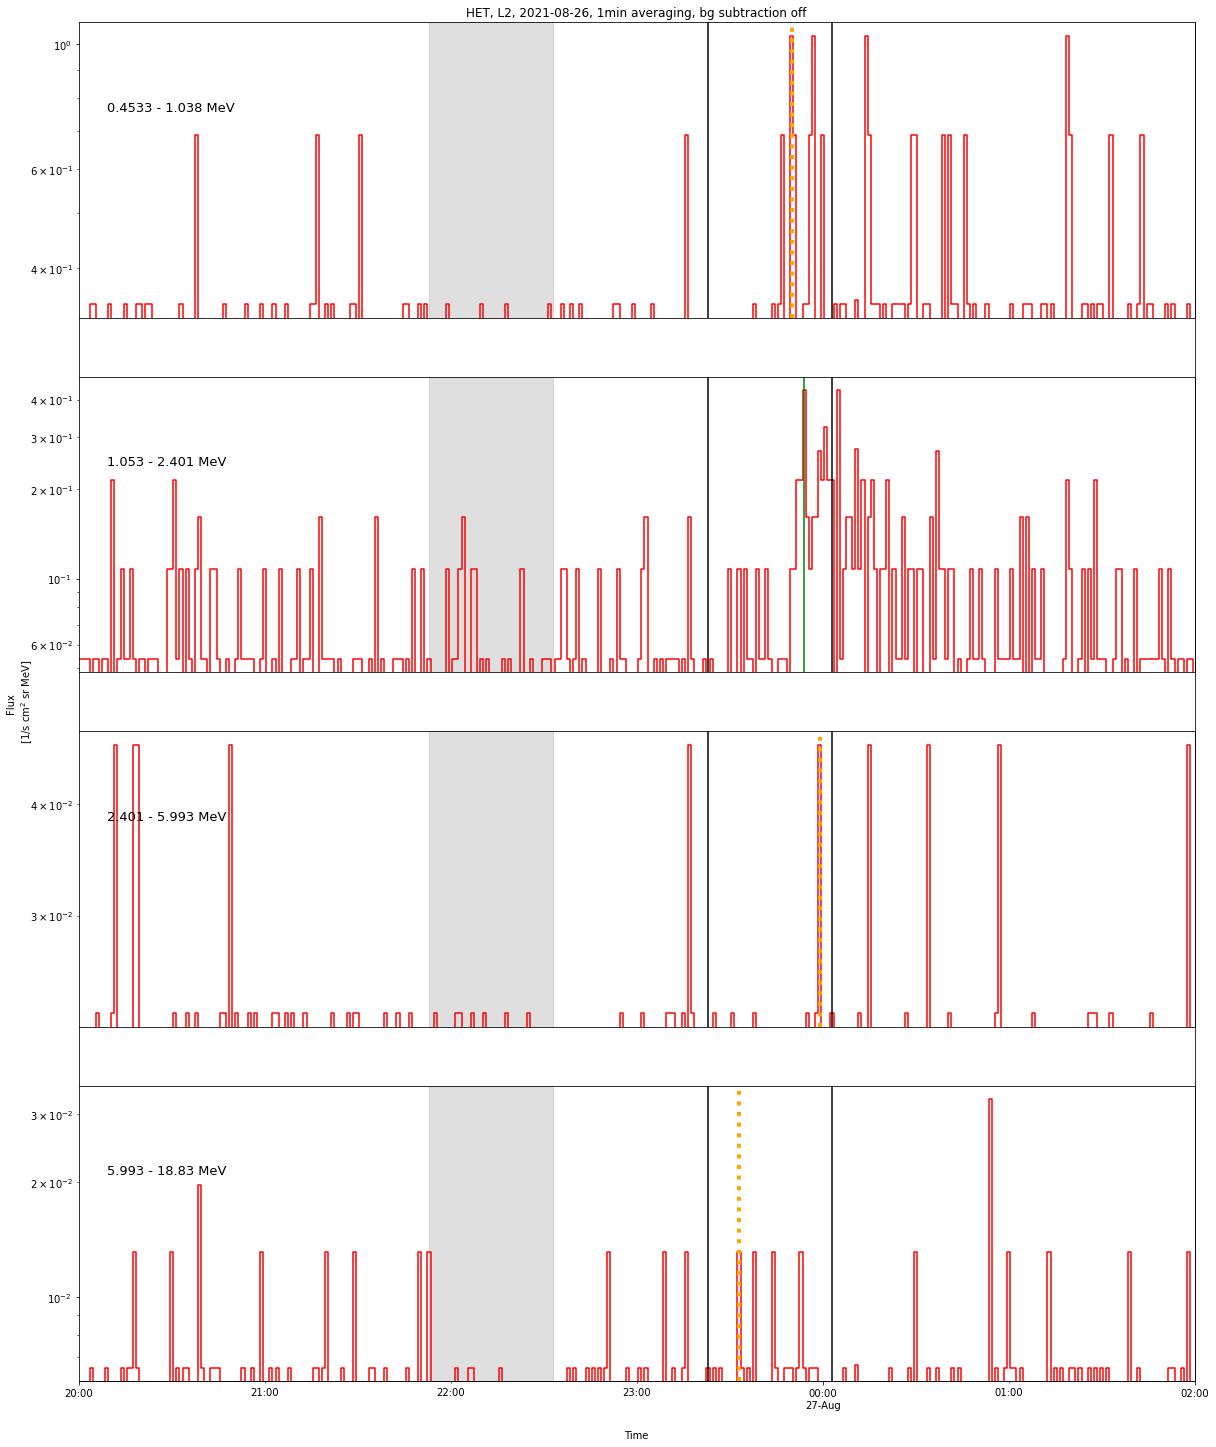 HET, L2, 2021-08-26, 1min averaging, bg subtraction off
10⁰
0.4533 - 1.038 MeV
6 × 10⁻¹
4 × 10⁻¹
4 × 10⁻¹
3 × 10⁻¹
1.053 - 2.401 MeV
2 × 10⁻¹
10⁻¹
6 × 10⁻²
Flux
[1/s cm² sr MeV]
4 × 10⁻²
2.401 - 5.993 MeV
3 × 10⁻²
3 × 10⁻²
5.993 - 18.83 MeV
2 × 10⁻²
10⁻²
20:00 21:00 22:00 23:00 00:00 01:00 02:00
27-Aug
Time